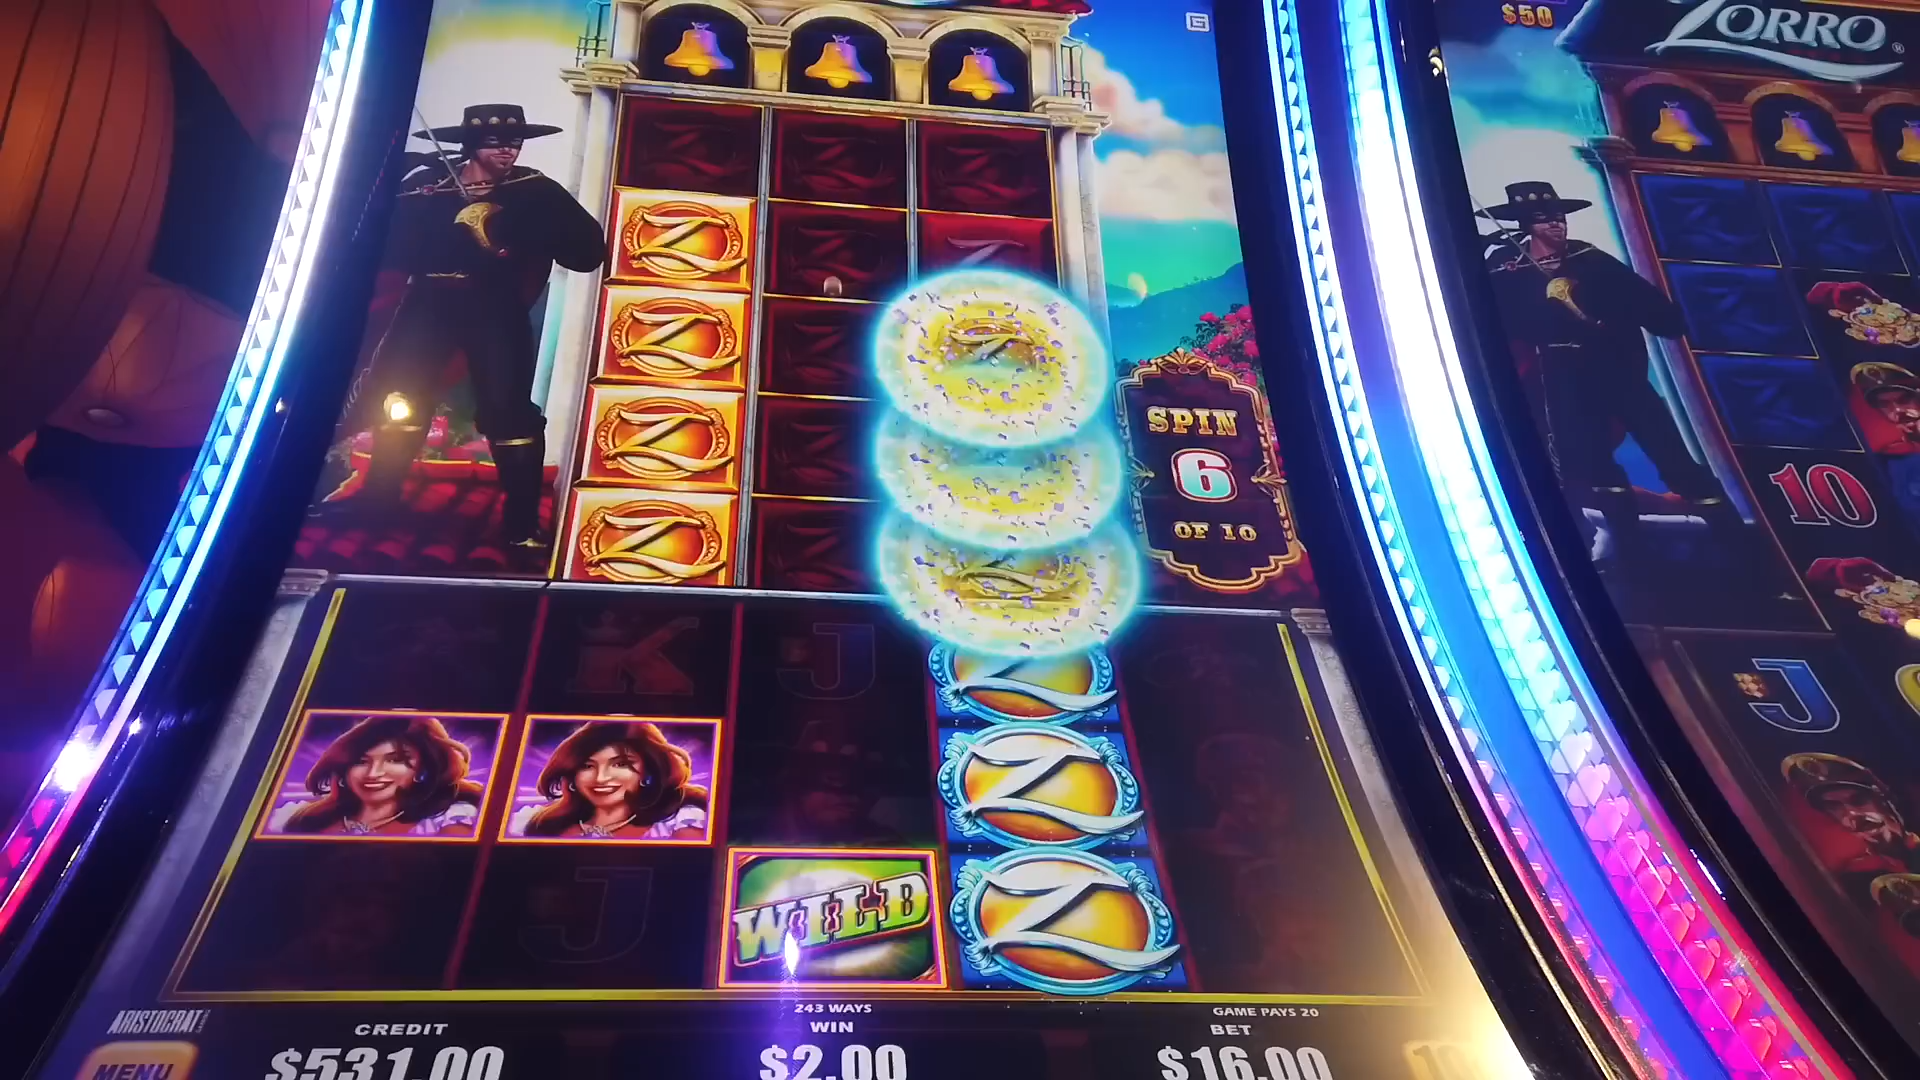 $50
ZORRO®
G
Z
Z
Z
Z
Z
Z
SPIN
6
OF 10
10
K
J
Z
J
Z
J
WILD
Z
ARISTOCRAT
243 WAYS
GAME PAYS 20
CREDIT
WIN
BET
MENU
$531.00
$2.00
$16.00